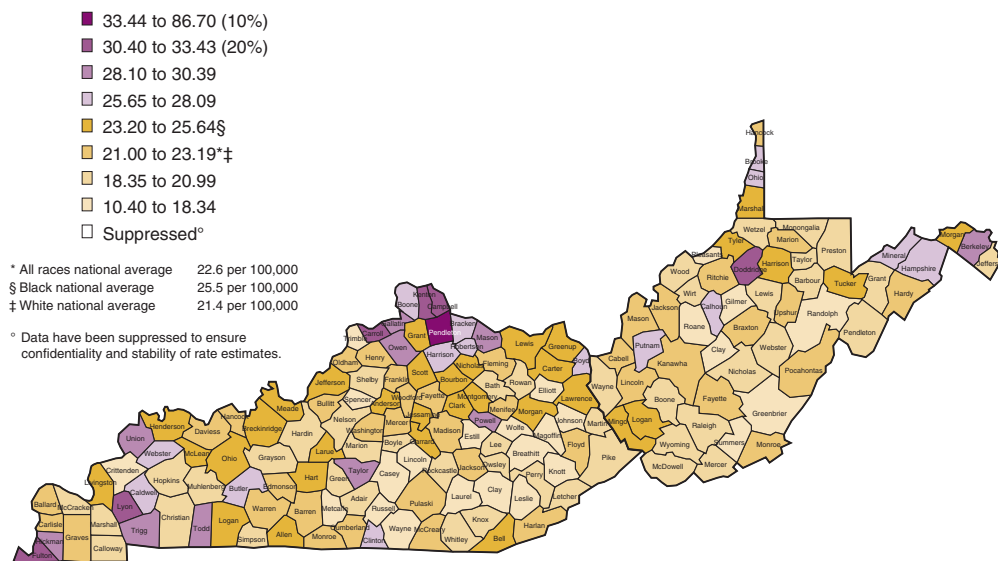 33.44 to 86.70 (10%)
30.40 to 33.43 (20%)
28.10 to 30.39
25.65 to 28.09
23.20 to 25.64§
21.00 to 23.19*‡
18.35 to 20.99
10.40 to 18.34
Suppressed°
* All races national average 22.6 per 100,000
§ Black national average 25.5 per 100,000
‡ White national average 21.4 per 100,000
° Data have been suppressed to ensure
confidentiality and stability of rate estimates.
Hancock
Brooke
Ohio
Marshall
Wetzel Monongalia
Tyler Marion Preston
Pleasants Taylor
Doddridge Harrison
Wood Ritchie Barbour Tucker Grant
Mineral Hampshire Morgan Berkeley Jeffers
Hardy
Wirt Gilmer Lewis
Jackson Calhoun Upshur Randolph
Mason Roane Braxton Pendleton
Putnam Clay Webster
Cabell Kanawha Nicholas Pocahontas
Wayne Lincoln
Boone Fayette Greenbrier
Mingo Logan
Raleigh
Wyoming Summers Monroe
McDowell Mercer
Kenton
Boone Campbell
Gallatin Grant Pendleton Bracken
Trimble Carroll Owen Robertson Mason Lewis Greenup
Harrison Boyd
Oldham Henry Nicholas Fleming Carter
Scott
Jefferson Shelby Franklin Bourbon Bath Rowan
Elliott Lawrence
Spencer Woodford Fayette Montgomery
Bullitt Anderson Clark Menifee Morgan
Meade Jessamine
Hancock Nelson Mercer Powell Wolfe Johnson Martin
Henderson Daviess Breckinridge Hardin Washington Madison
Garrard Estill Magoffin
Union Boyle Lee Floyd
Webster McLean Ohio Grayson Larue Marion Lincoln Breathitt Pike
Crittenden Hart Green Taylor Casey Rockcastle Jackson Owsley Knott
Hopkins Butler Edmonson Perry
Livingston Caldwell Muhlenberg Adair Clay
Ballard McCracken Lyon Warren Barren Metcalfe Russell Pulaski Laurel Leslie Letcher
Carlisle Marshall Christian Logan Knox Harlan
Hickman Graves Trigg Todd Cumberland
Simpson Allen Monroe Clinton Wayne McCreary Whitley Bell
Fulton Calloway